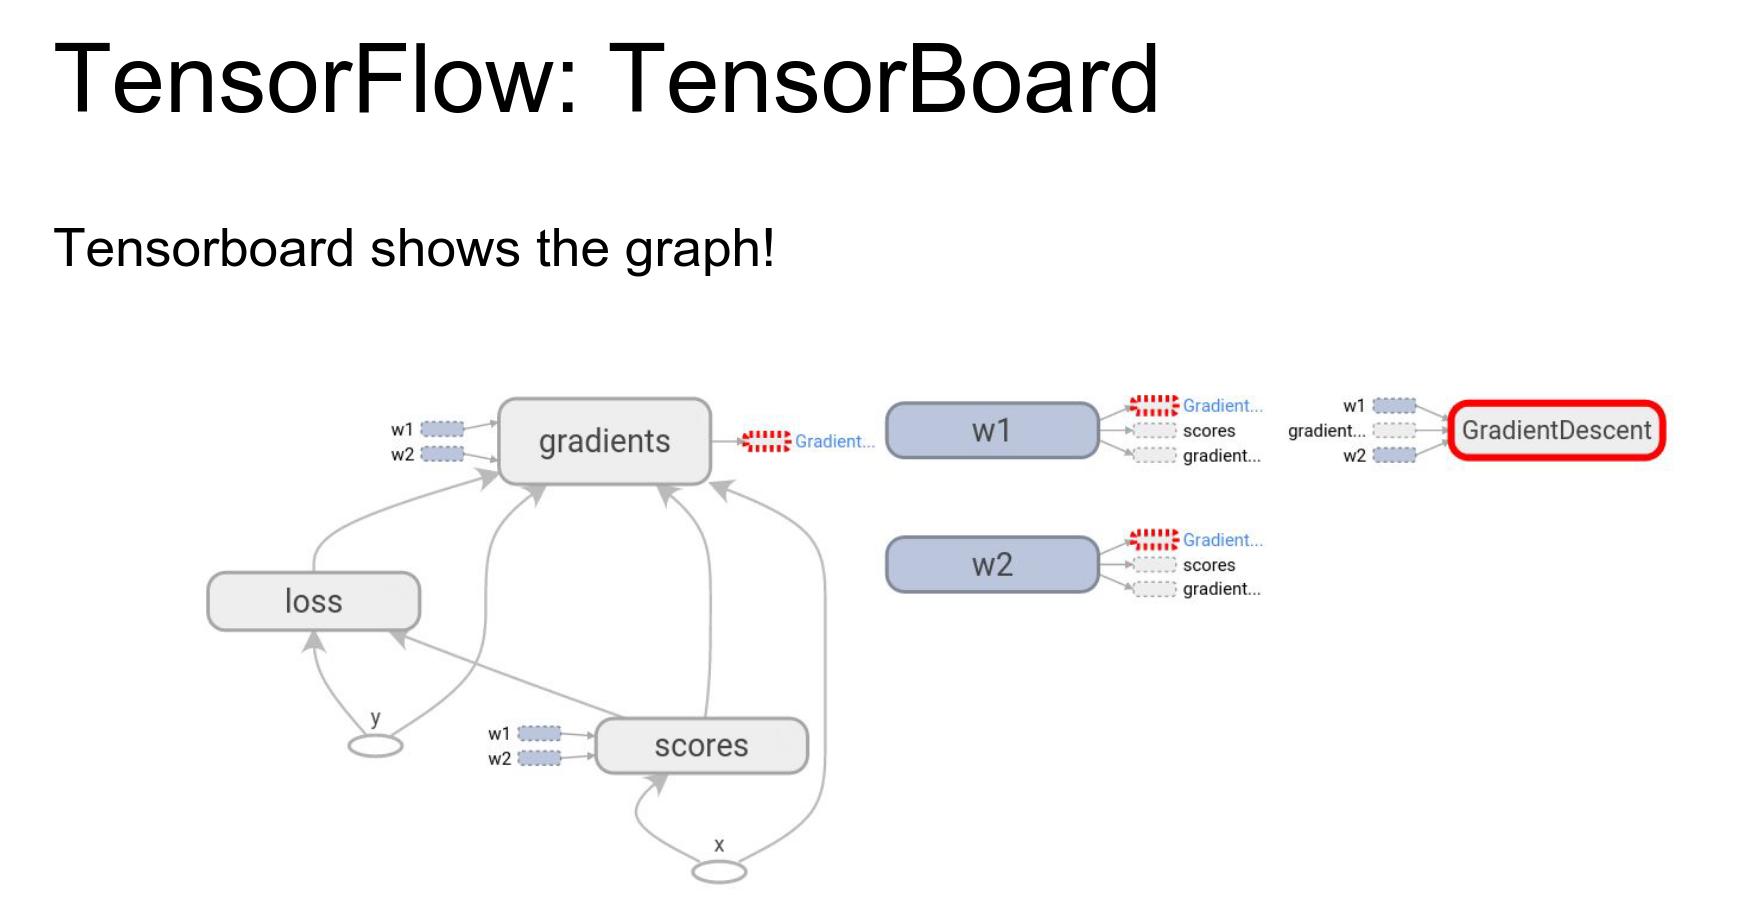 TensorFlow: TensorBoard
Tensorboard shows the graph!
w1
w2
gradients
Gradient...
w1
Gradient...
scores
gradient...
w1
gradient...
w2
GradientDescent
w2
Gradient...
scores
gradient...
loss
y
w1
w2
scores
x